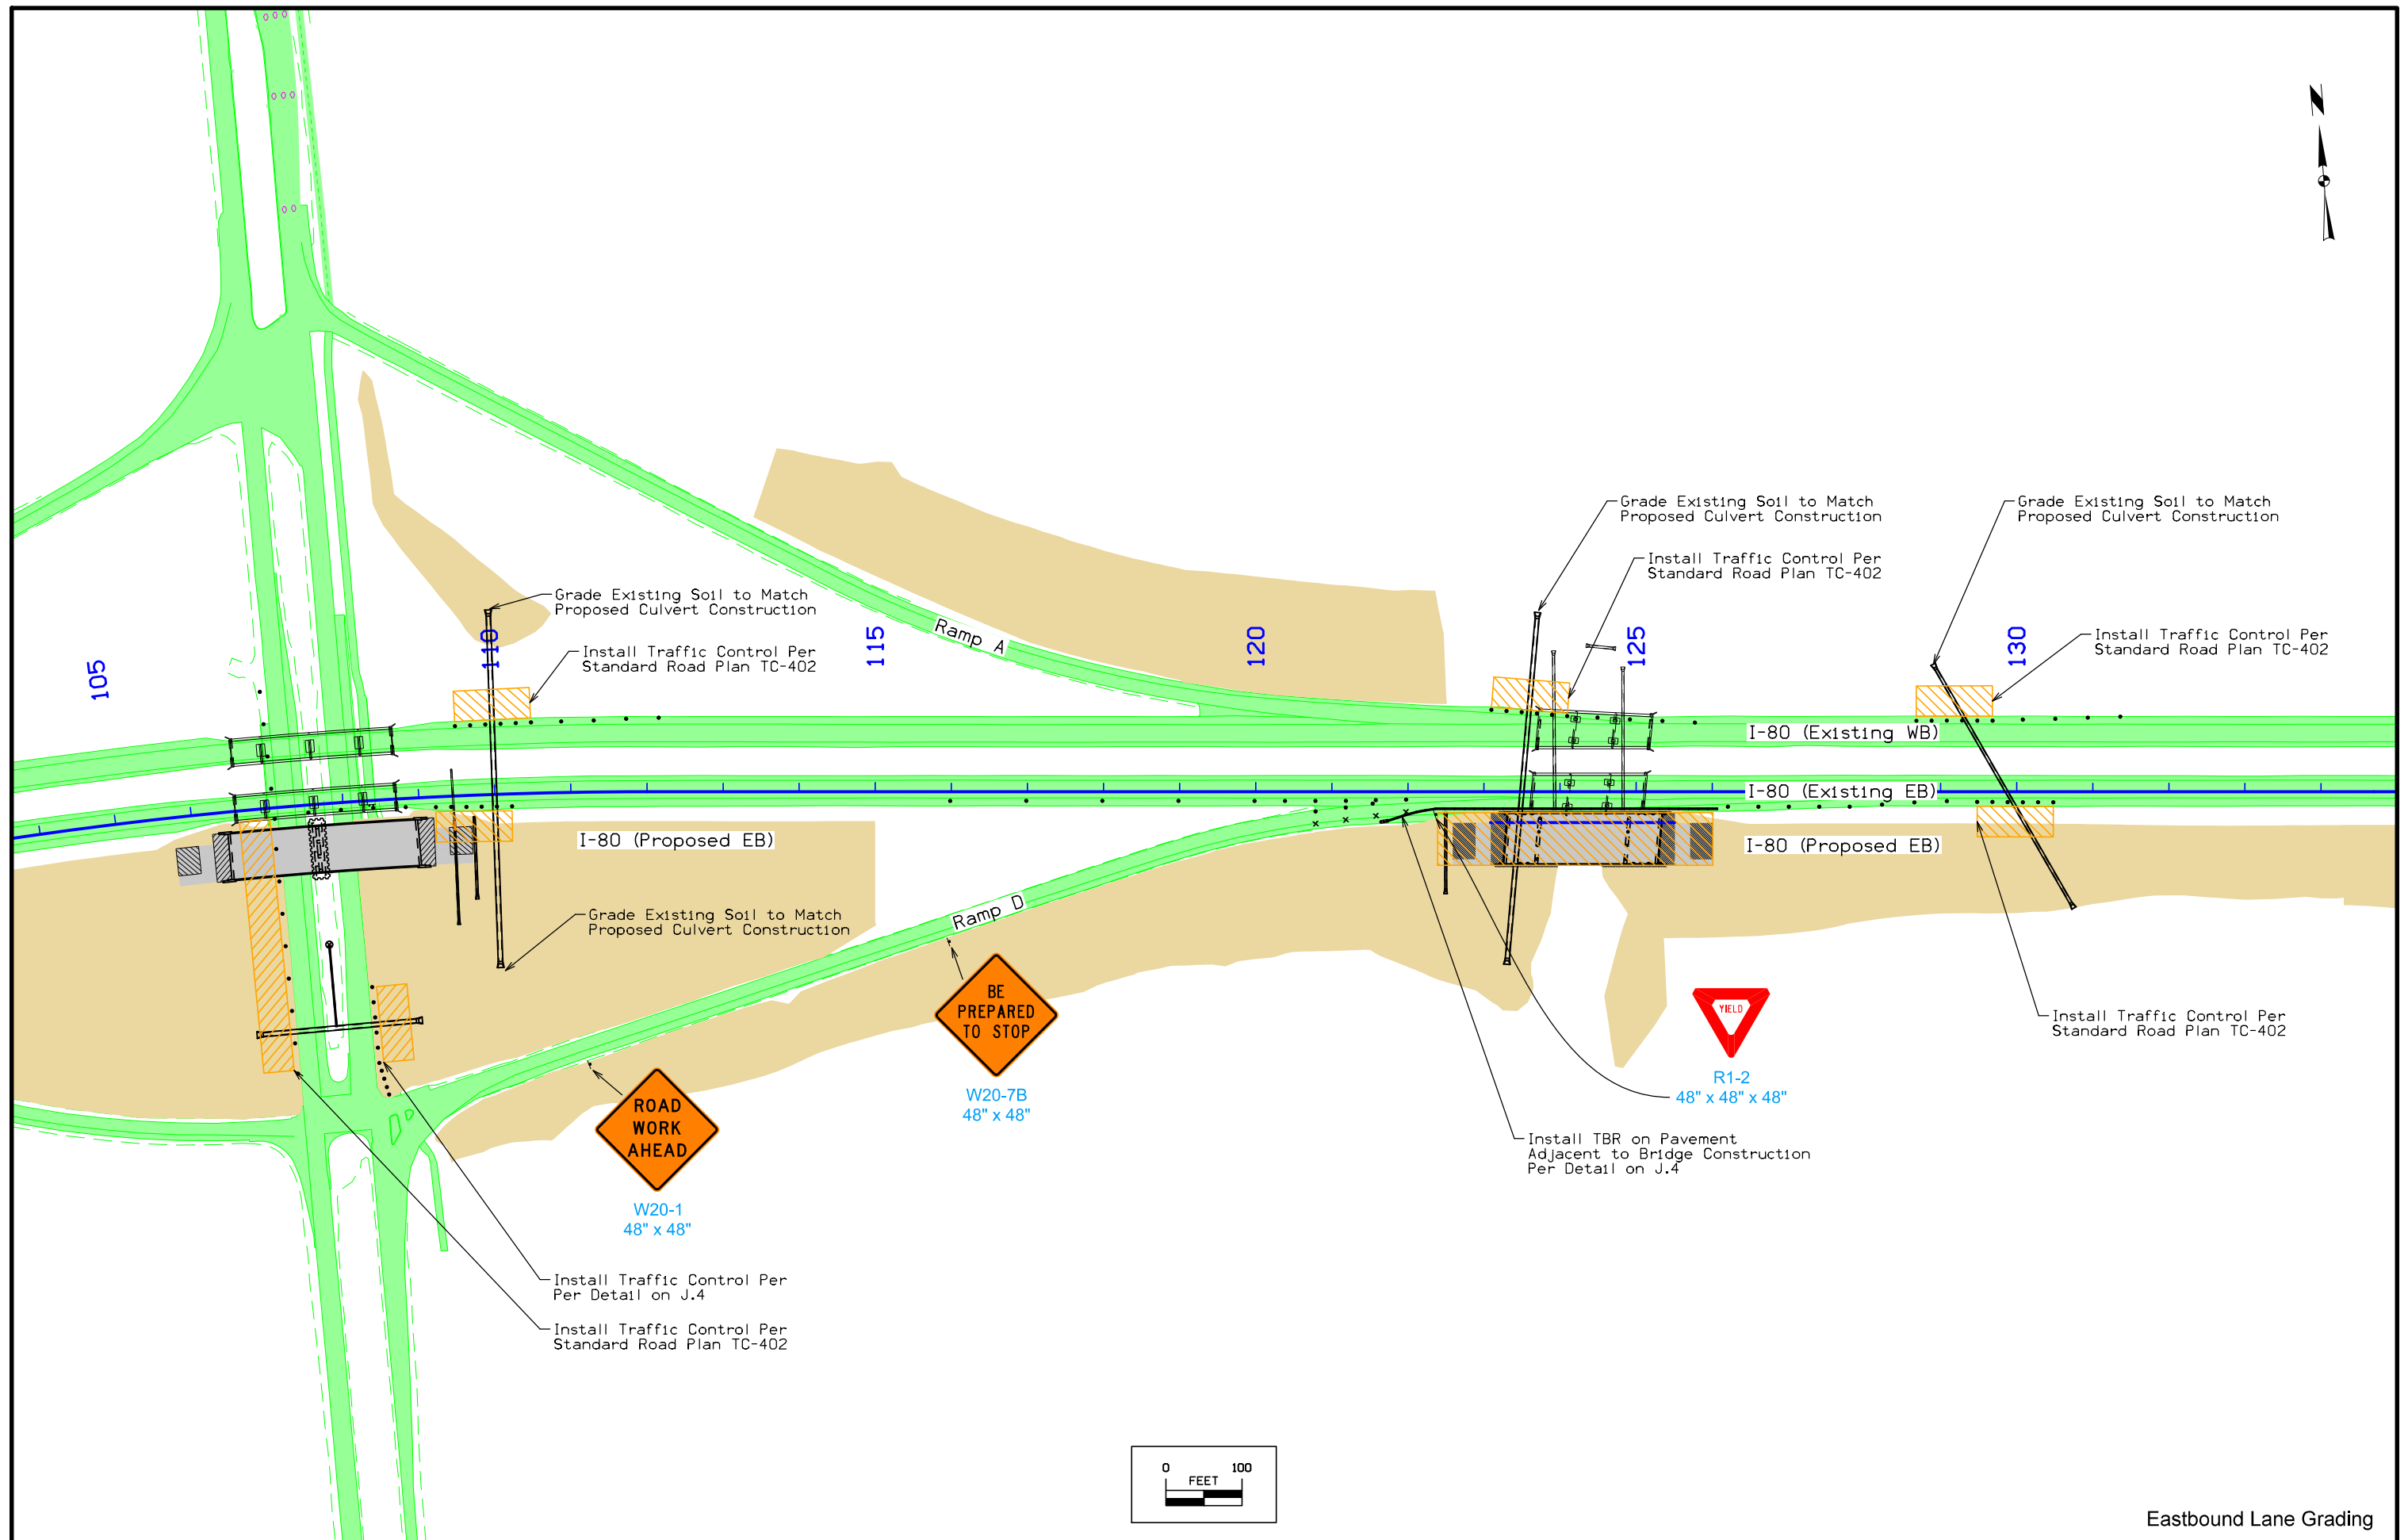 N
Grade Existing Soil to Match
Proposed Culvert Construction
Grade Existing Soil to Match
Proposed Culvert Construction
Install Traffic Control Per
Standard Road Plan TC-402
Grade Existing Soil to Match
Proposed Culvert Construction
Install Traffic Control Per
Standard Road Plan TC-402
Install Traffic Control Per
Standard Road Plan TC-402
105
110
115
120
125
130
Ramp A
I-80 (Existing WB)
I-80 (Existing EB)
I-80 (Proposed EB)
I-80 (Proposed EB)
Ramp D
Grade Existing Soil to Match
Proposed Culvert Construction
BE
PREPARED
TO STOP
W20-7B
48" x 48"
YIELD
R1-2
48" x 48" x 48"
Install Traffic Control Per
Standard Road Plan TC-402
ROAD
WORK
AHEAD
W20-1
48" x 48"
Install TBR on Pavement
Adjacent to Bridge Construction
Per Detail on J.4
Install Traffic Control Per
Per Detail on J.4
Install Traffic Control Per
Standard Road Plan TC-402
0 100
FEET
Eastbound Lane Grading